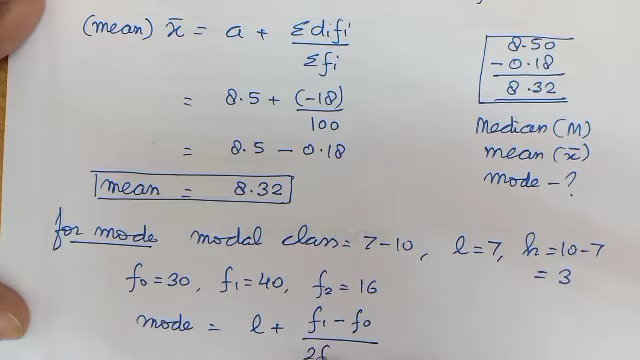 (mean) x̄ = a + Σdifi / Σfi
= 8.5 + (-18) / 100
= 8.5 - 0.18
mean = 8.32
8.50
- 0.18
8.32
Median (M)
mean (x̄)
mode - ?
for mode modal class = 7-10, l = 7, h = 10-7
= 3
f0 = 30, f1 = 40, f2 = 16
mode = l + f1 - f0 / 2f